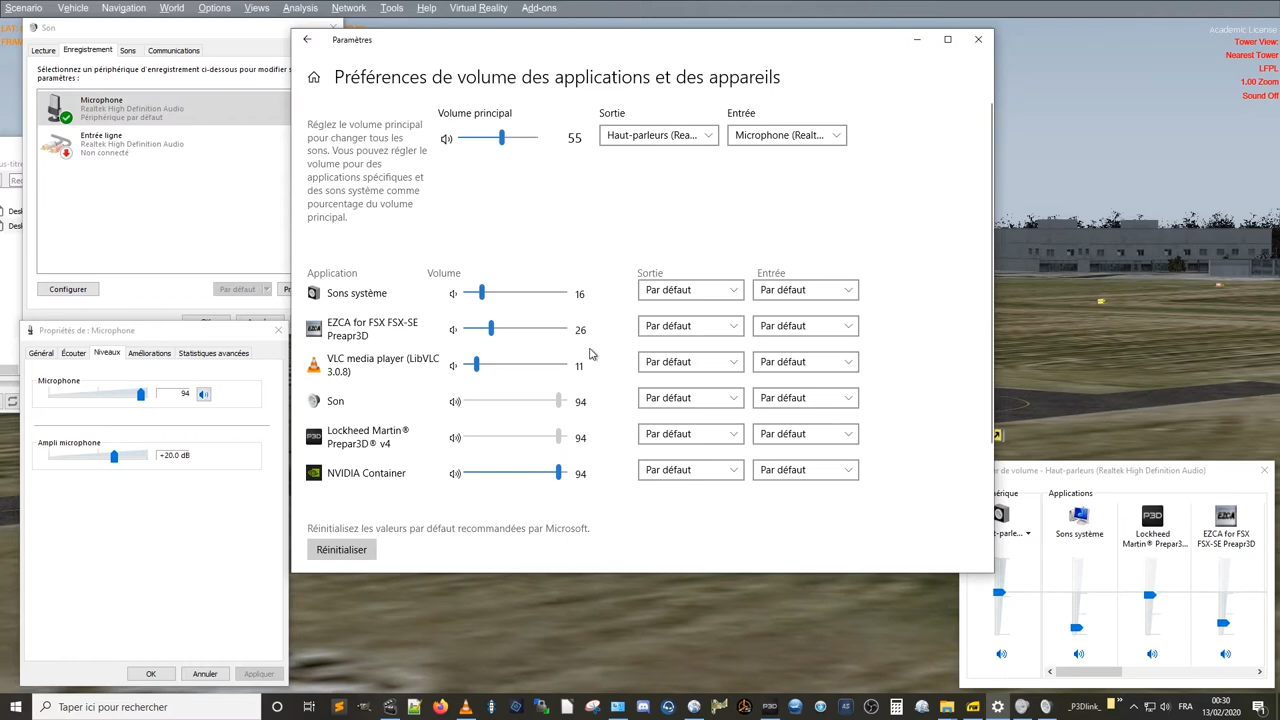 Scenario Vehicle Navigation World Options Views Analysis Network Tools Help Virtual Reality Add-ons
Academic License
Tower View:
Nearest Tower
LFPL
1.00 Zoom
Sound Off
Son
Lecture Enregistrement Sons Communications
Sélectionnez un périphérique d'enregistrement ci-dessous pour modifier s
paramètres :
Microphone
Realtek High Definition Audio
Périphérique par défaut
Entrée ligne
Realtek High Definition Audio
Non connecté
Configurer Par défaut
Propriétés de : Microphone
Général Écouter Niveaux Améliorations Statistiques avancées
Microphone
94
Ampli microphone
+20.0 dB
OK Annuler Appliquer
Paramètres
Préférences de volume des applications et des appareils
Réglez le volume principal
pour changer tous les
sons. Vous pouvez régler le
volume pour des
applications spécifiques et
des sons système comme
pourcentage du volume
principal.
Volume principal Sortie Entrée
55 Haut-parleurs (Rea... Microphone (Realt...
Application Volume Sortie Entrée
Sons système 16 Par défaut Par défaut
EZCA for FSX FSX-SE
Preapr3D 26 Par défaut Par défaut
VLC media player (LibVLC
3.0.8) 11 Par défaut Par défaut
Son 94 Par défaut Par défaut
Lockheed Martin®
Prepar3D® v4 94 Par défaut Par défaut
NVIDIA Container 94 Par défaut Par défaut
Réinitialisez les valeurs par défaut recommandées par Microsoft.
Réinitialiser
de volume - Haut-parleurs (Realtek High Definition Audio)
Applications
Sons système
Lockheed
Martin® Prepar3...
EZCA for FSX
FSX-SE Preapr3D
Taper ici pour rechercher
_P3Dlink_
00:30
13/02/2020